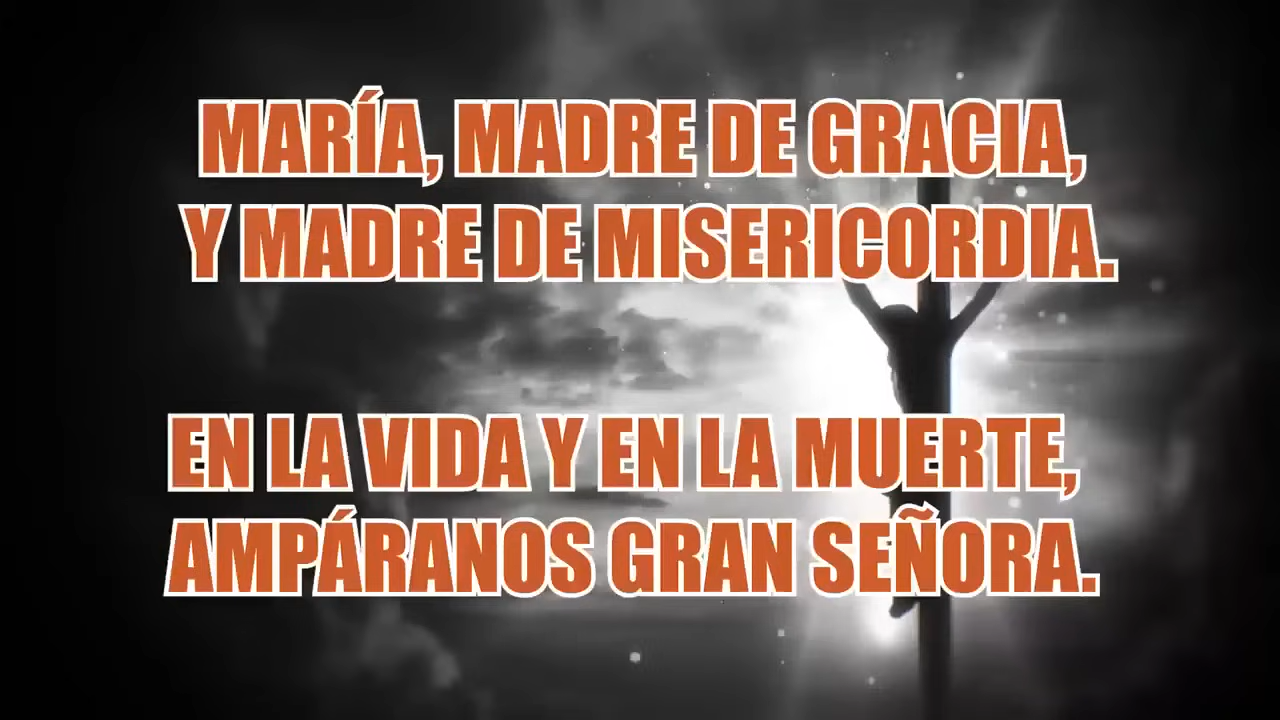 MARÍA, MADRE DE GRACIA,
Y MADRE DE MISERICORDIA.
EN LA VIDA Y EN LA MUERTE,
AMPÁRANOS GRAN SEÑORA.